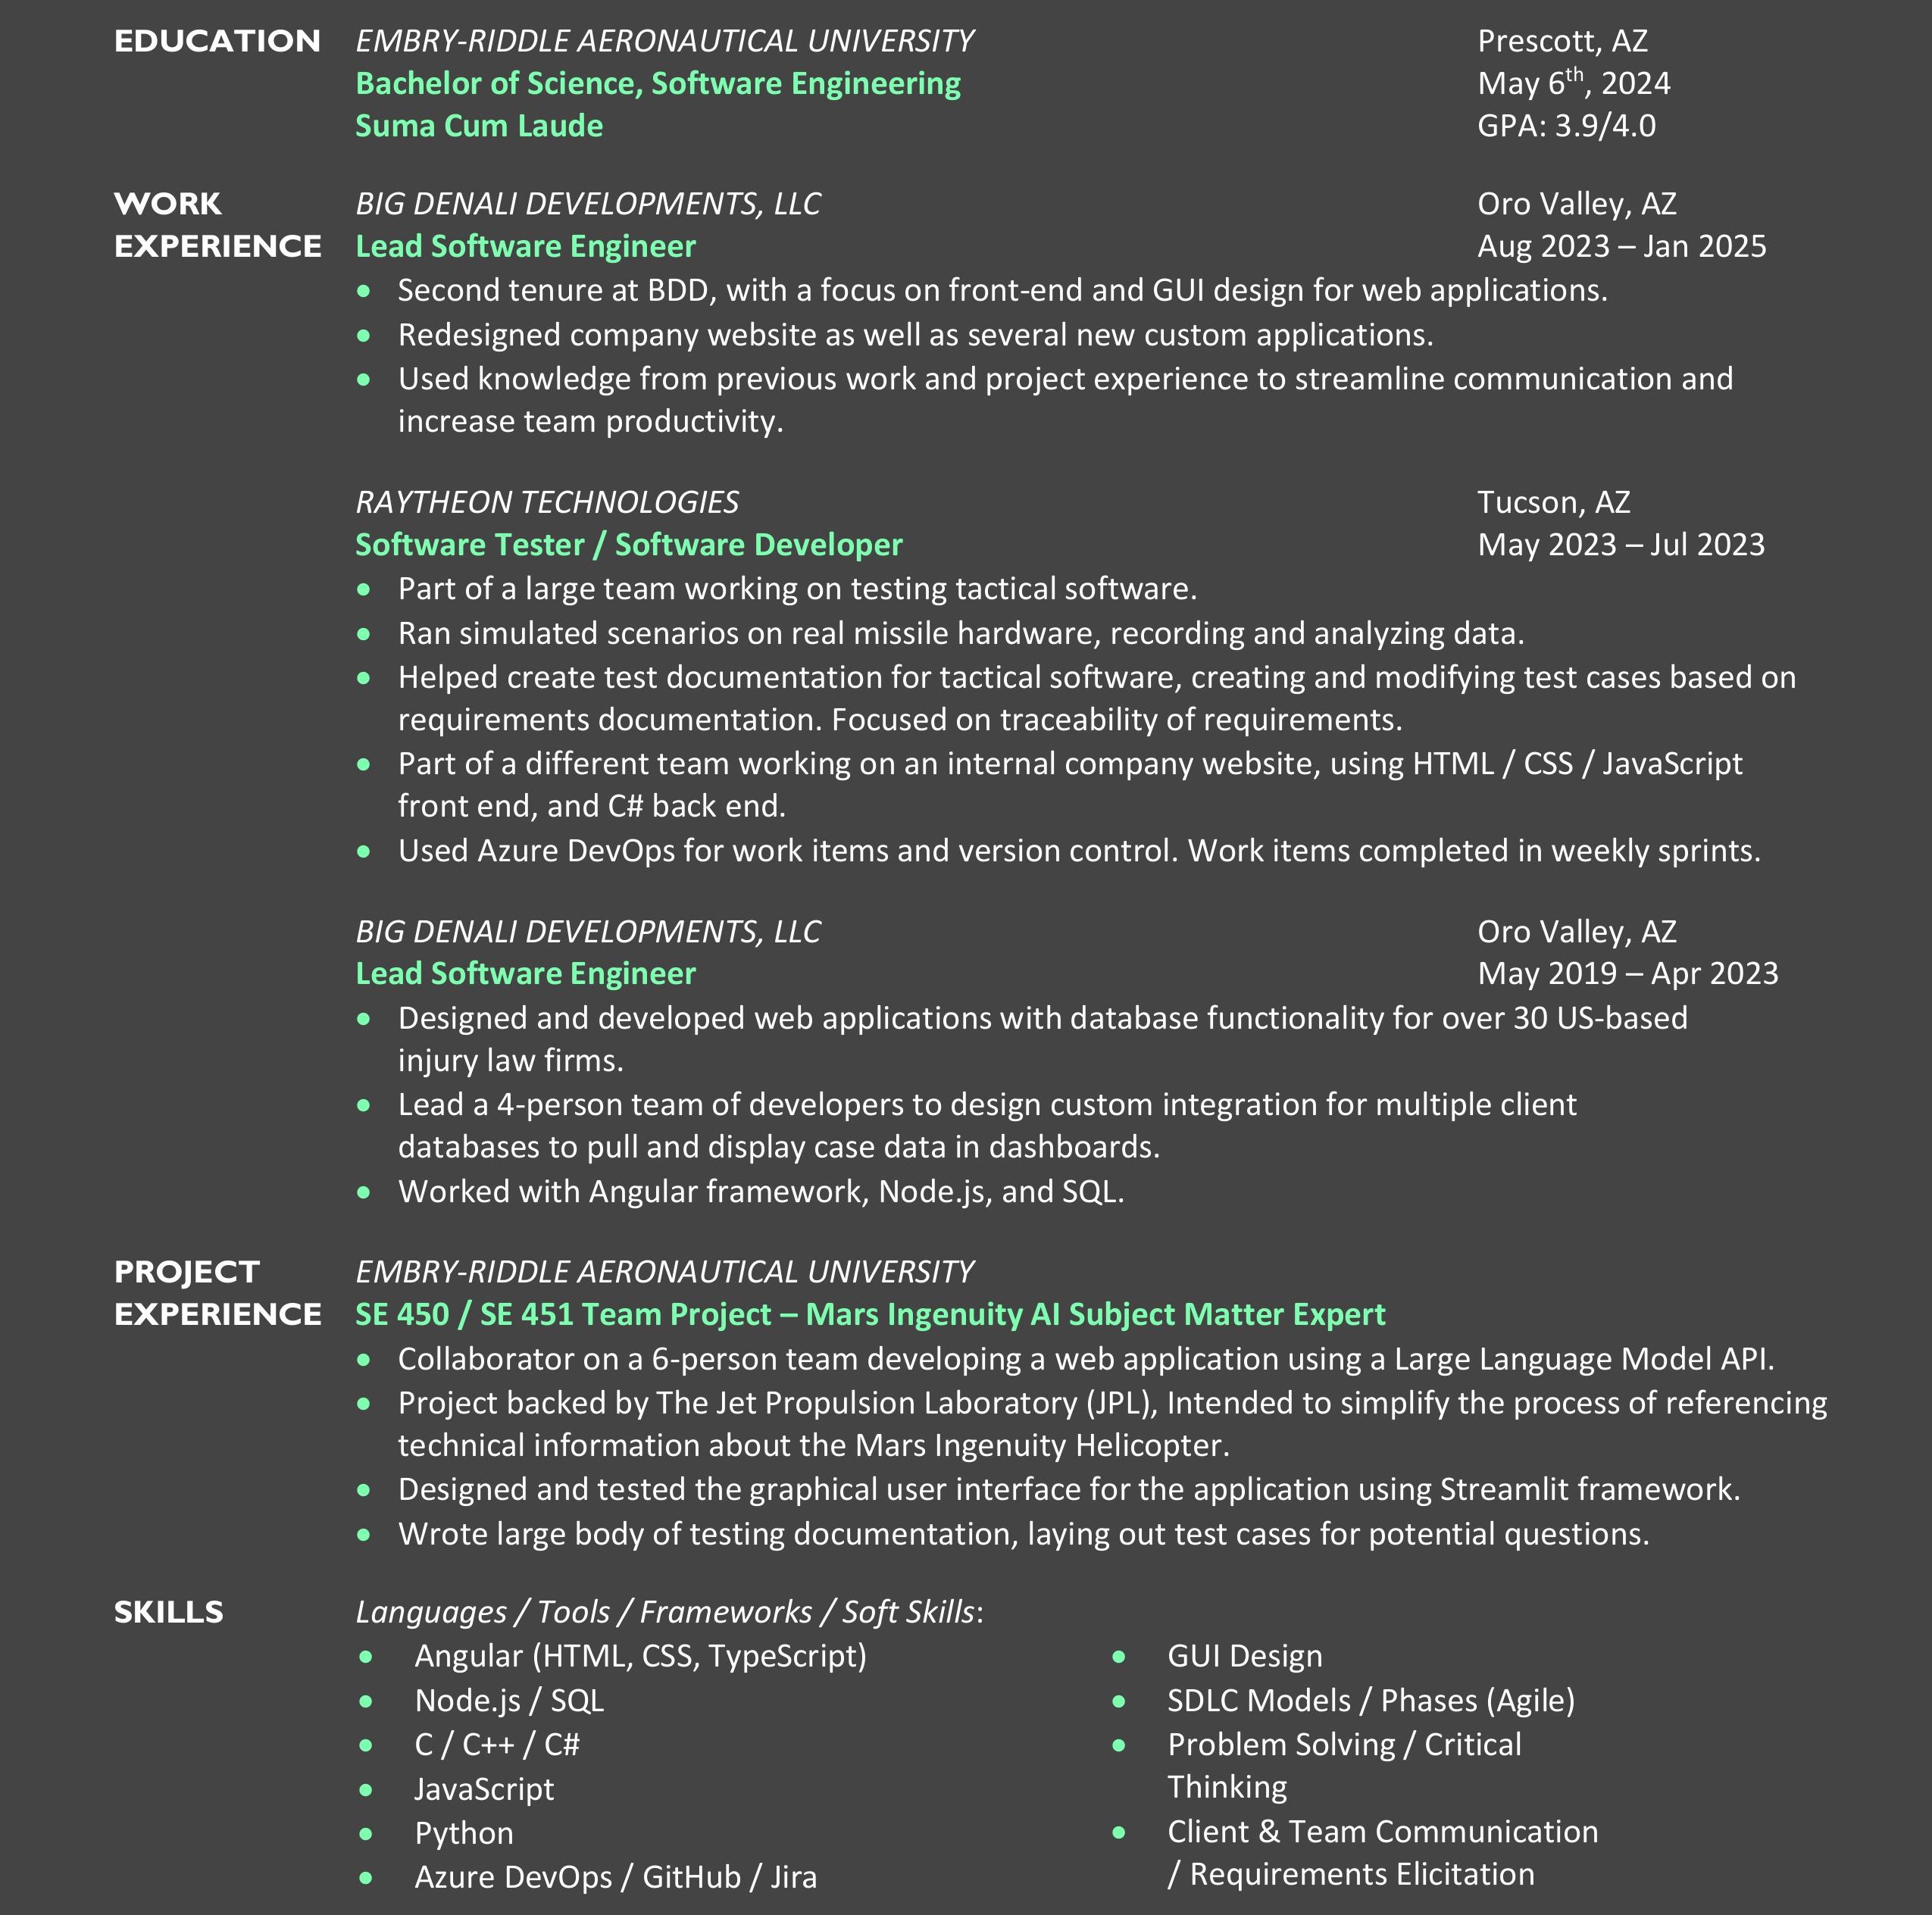 EDUCATION EMBRY-RIDDLE AERONAUTICAL UNIVERSITY Prescott, AZ
Bachelor of Science, Software Engineering May 6th, 2024
Suma Cum Laude GPA: 3.9/4.0
WORK BIG DENALI DEVELOPMENTS, LLC Oro Valley, AZ
EXPERIENCE Lead Software Engineer Aug 2023 – Jan 2025
• Second tenure at BDD, with a focus on front-end and GUI design for web applications.
• Redesigned company website as well as several new custom applications.
• Used knowledge from previous work and project experience to streamline communication and
increase team productivity.
RAYTHEON TECHNOLOGIES Tucson, AZ
Software Tester / Software Developer May 2023 – Jul 2023
• Part of a large team working on testing tactical software.
• Ran simulated scenarios on real missile hardware, recording and analyzing data.
• Helped create test documentation for tactical software, creating and modifying test cases based on
requirements documentation. Focused on traceability of requirements.
• Part of a different team working on an internal company website, using HTML / CSS / JavaScript
front end, and C# back end.
• Used Azure DevOps for work items and version control. Work items completed in weekly sprints.
BIG DENALI DEVELOPMENTS, LLC Oro Valley, AZ
Lead Software Engineer May 2019 – Apr 2023
• Designed and developed web applications with database functionality for over 30 US-based
injury law firms.
• Lead a 4-person team of developers to design custom integration for multiple client
databases to pull and display case data in dashboards.
• Worked with Angular framework, Node.js, and SQL.
PROJECT EMBRY-RIDDLE AERONAUTICAL UNIVERSITY
EXPERIENCE SE 450 / SE 451 Team Project – Mars Ingenuity AI Subject Matter Expert
• Collaborator on a 6-person team developing a web application using a Large Language Model API.
• Project backed by The Jet Propulsion Laboratory (JPL), Intended to simplify the process of referencing
technical information about the Mars Ingenuity Helicopter.
• Designed and tested the graphical user interface for the application using Streamlit framework.
• Wrote large body of testing documentation, laying out test cases for potential questions.
SKILLS Languages / Tools / Frameworks / Soft Skills:
• Angular (HTML, CSS, TypeScript)
• Node.js / SQL
• C / C++ / C#
• JavaScript
• Python
• Azure DevOps / GitHub / Jira
• GUI Design
• SDLC Models / Phases (Agile)
• Problem Solving / Critical
Thinking
• Client & Team Communication
/ Requirements Elicitation